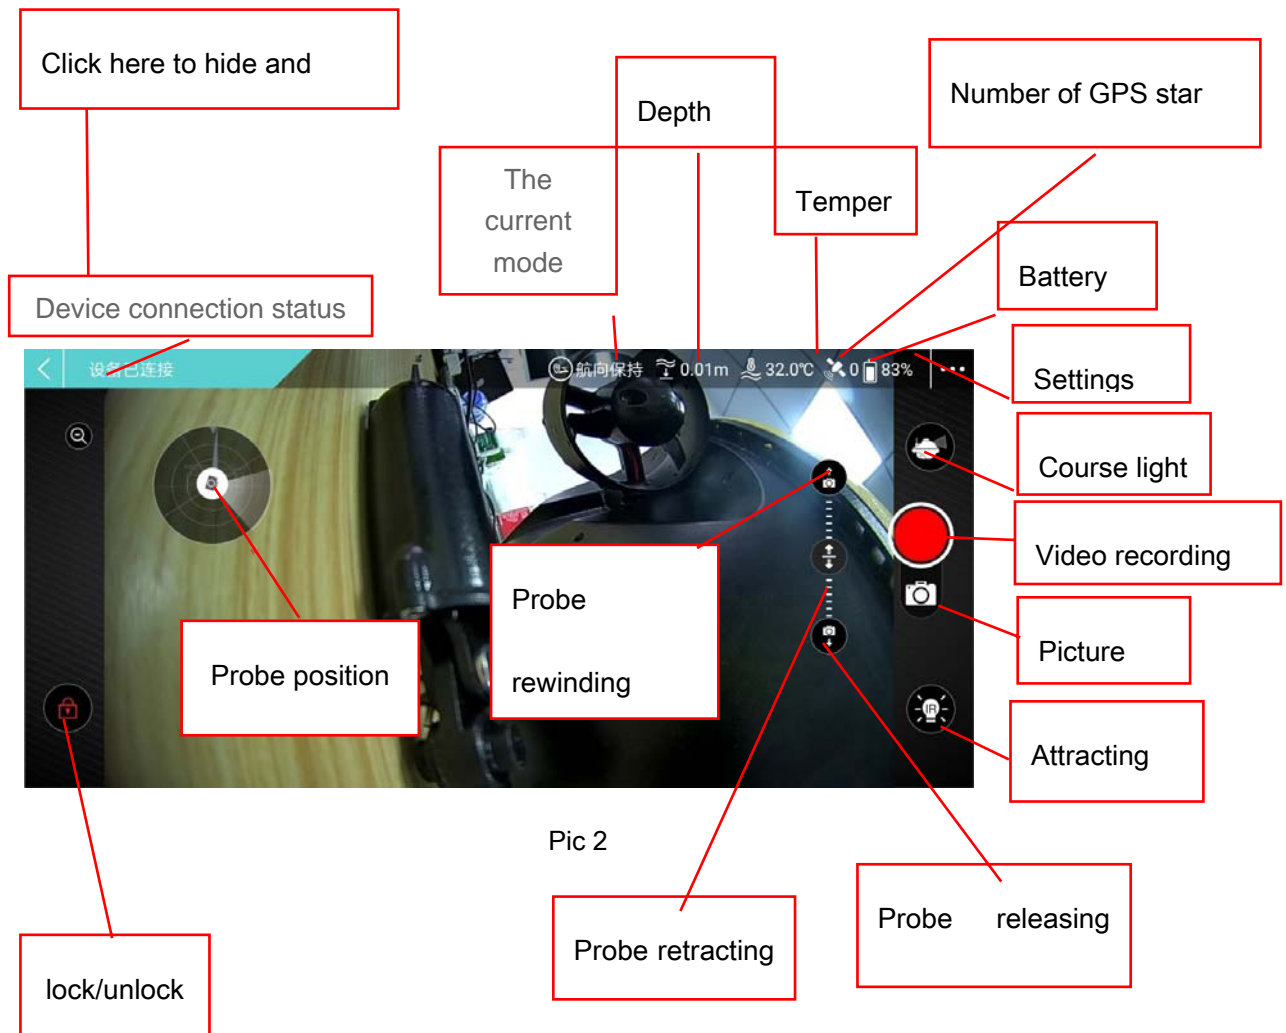 Click here to hide and
Number of GPS star
Depth
The
current
mode
Temper
Battery
Device connection status
设备已连接
航向保持
0.01m
32.0℃
0
83%
Settings
Course light
Video recording
Probe
rewinding
Picture
Probe position
IR
Attracting
Pic 2
Probe releasing
Probe retracting
lock/unlock